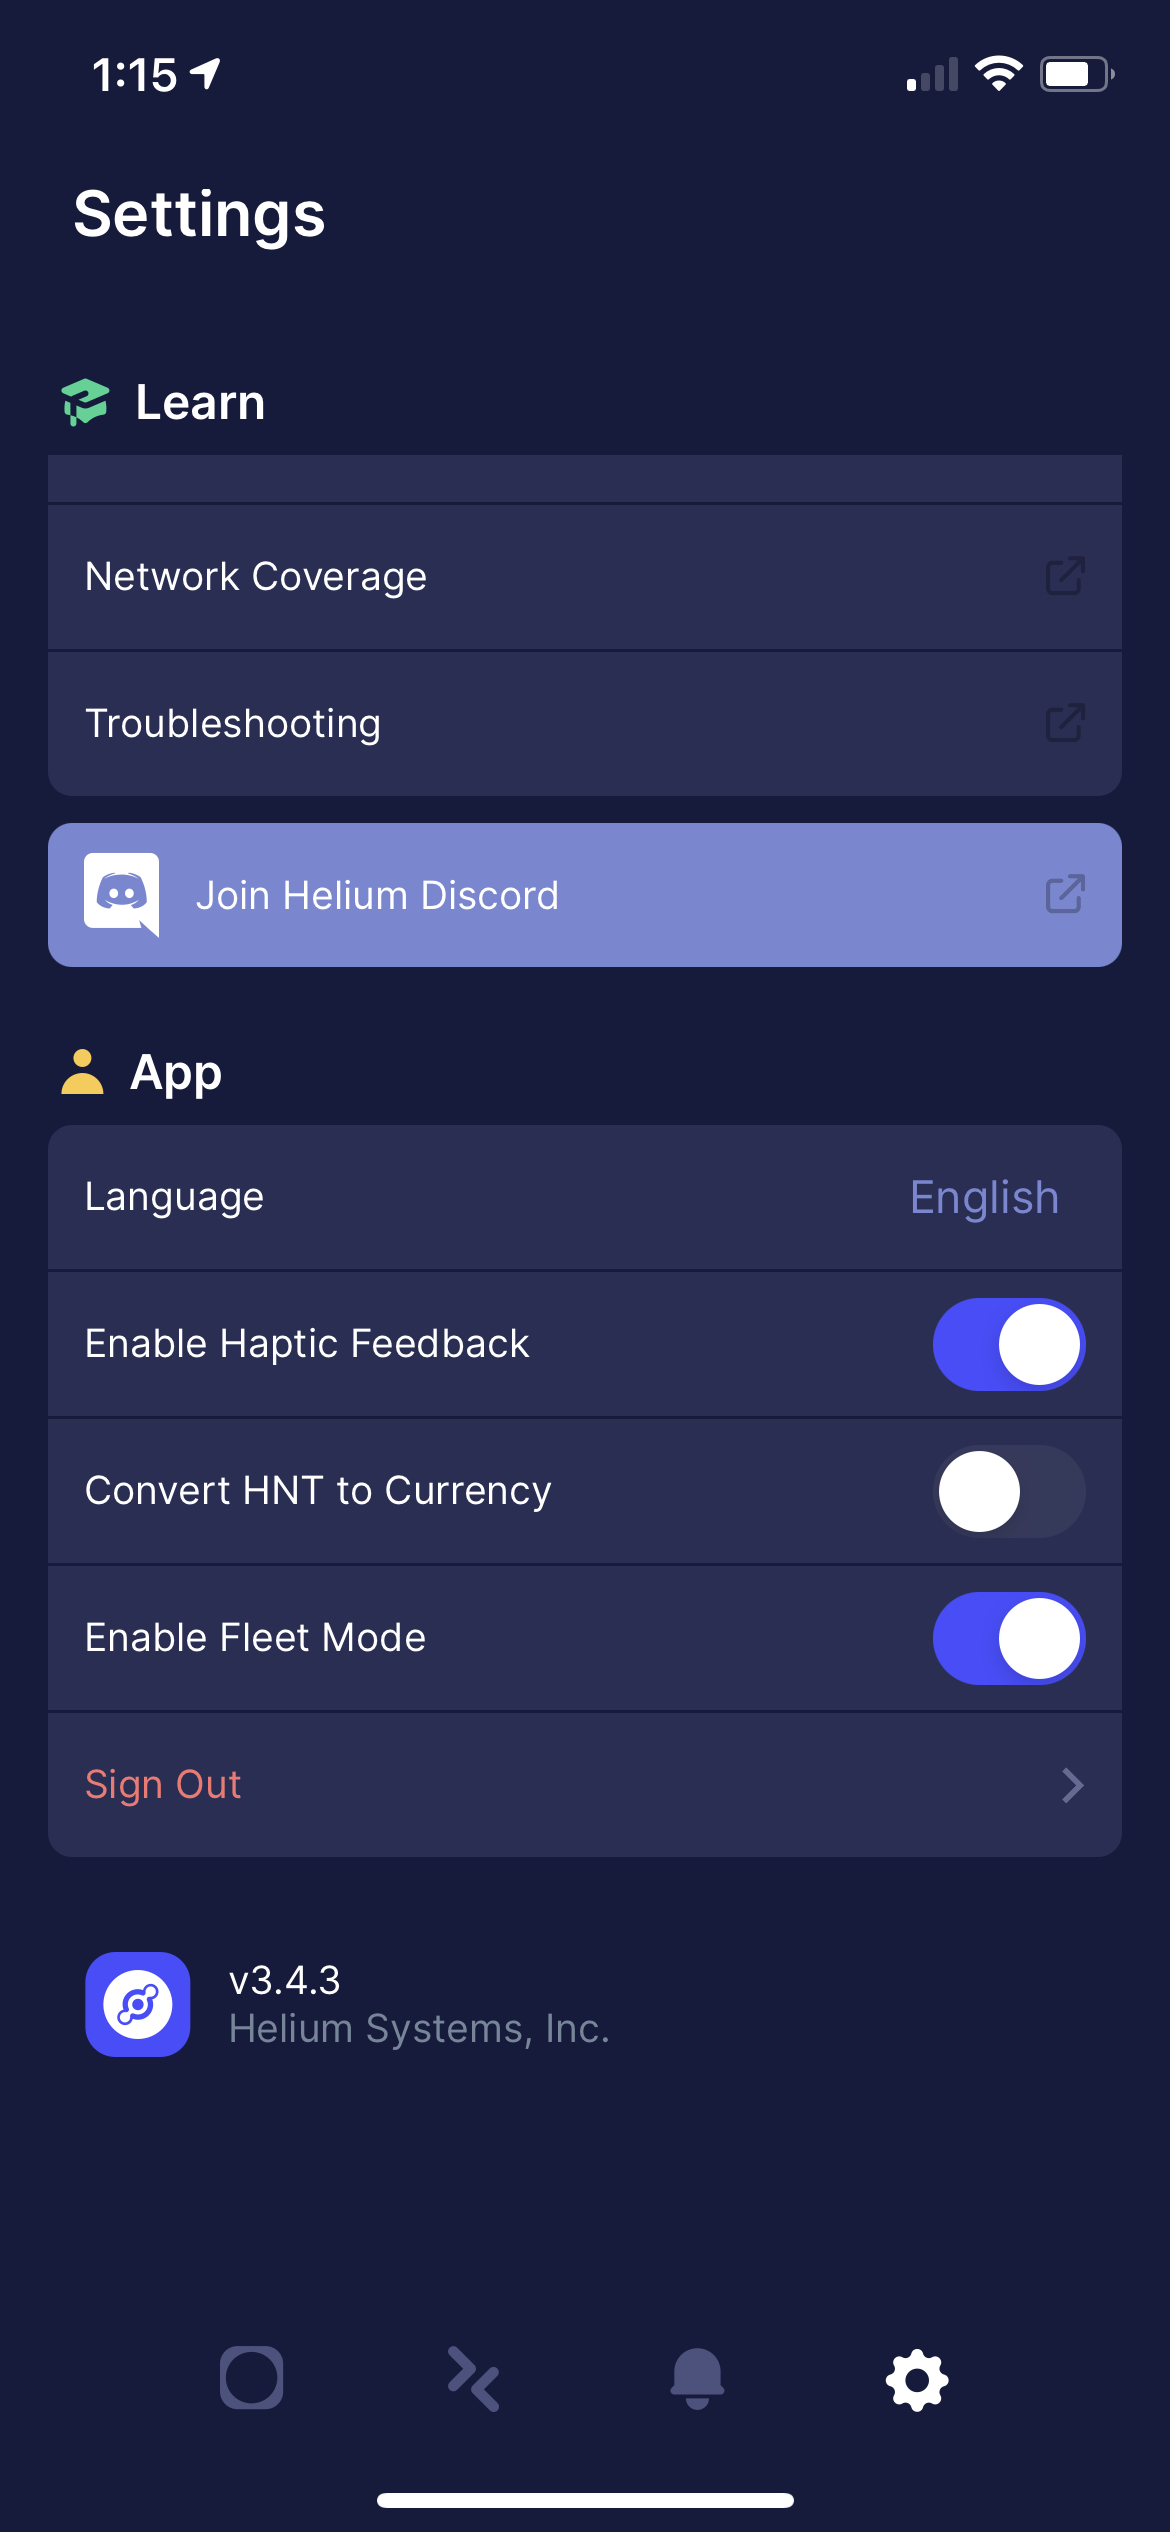 1:15
Settings
Learn
Network Coverage
Troubleshooting
Join Helium Discord
App
Language
English
Enable Haptic Feedback
Convert HNT to Currency
Enable Fleet Mode
Sign Out
v3.4.3
Helium Systems, Inc.